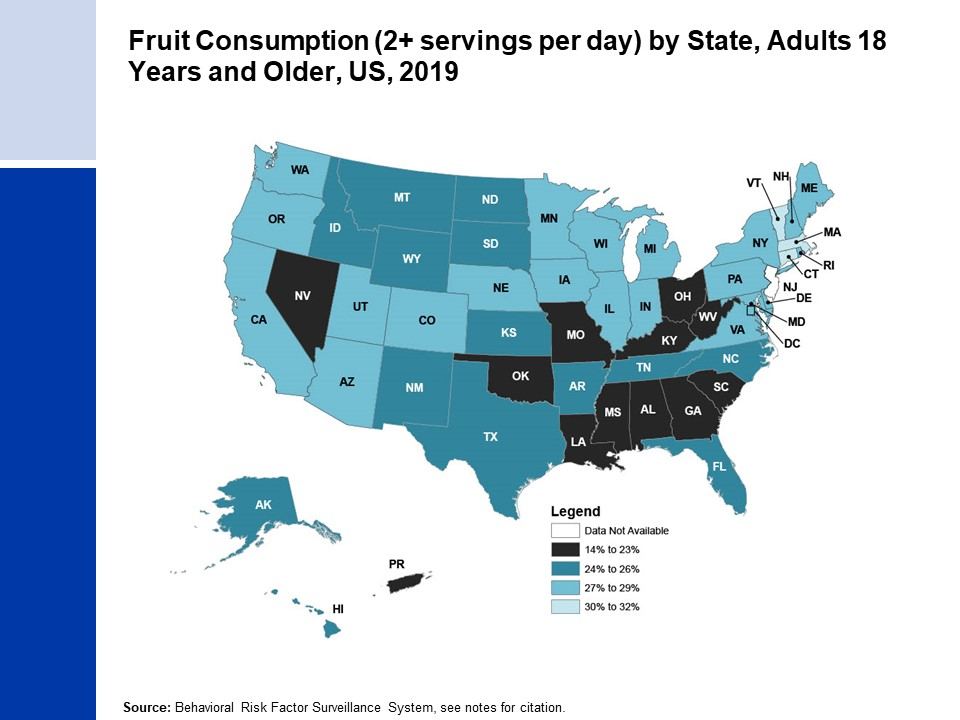 Fruit Consumption (2+ servings per day) by State, Adults 18
Years and Older, US, 2019
WA
MT
ND
MN
VT
NH
ME
OR
ID
SD
WI
MI
NY
MA
WY
RI
CT
NV
UT
CO
NE
IA
IL
IN
OH
PA
NJ
DE
CA
KS
MO
KY
WV
VA
MD
DC
AZ
NM
OK
AR
TN
NC
TX
LA
MS
AL
GA
SC
FL
AK
PR
HI
Legend
Data Not Available
14% to 23%
24% to 26%
27% to 29%
30% to 32%
Source: Behavioral Risk Factor Surveillance System, see notes for citation.